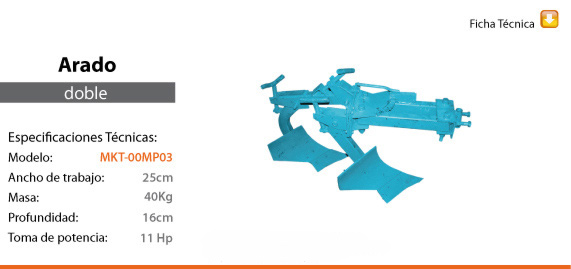 Ficha Técnica
Arado
doble
Especificaciones Técnicas:
Modelo: MKT-00MP03
Ancho de trabajo: 25cm
Masa: 40Kg
Profundidad: 16cm
Toma de potencia: 11 Hp